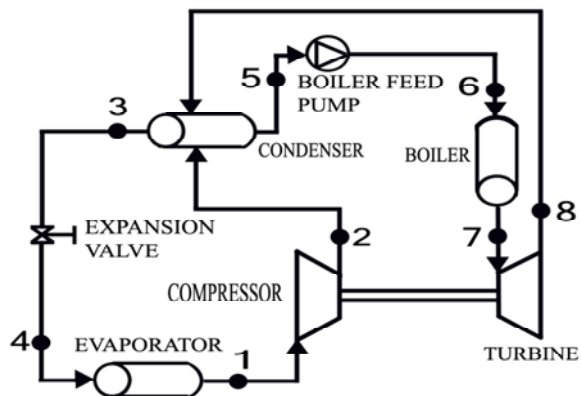 5
BOILER FEED
PUMP
6
3
CONDENSER
BOILER
8
EXPANSION
VALVE
2
7
COMPRESSOR
4
EVAPORATOR
1
TURBINE